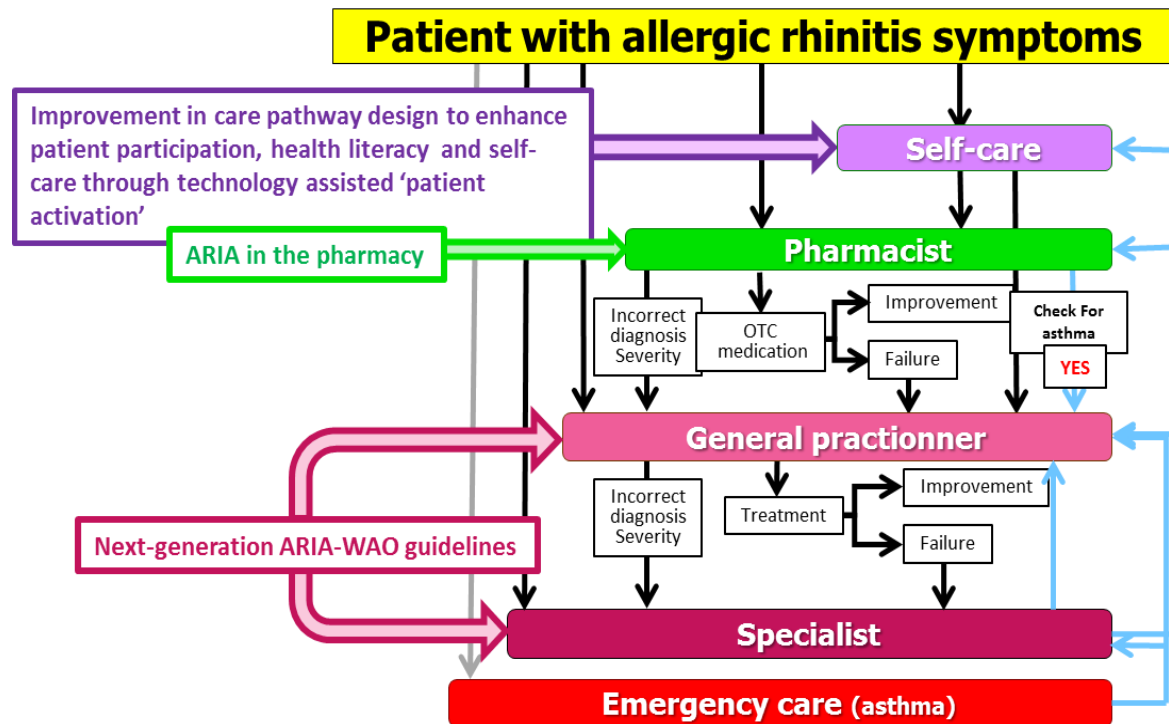 Patient with allergic rhinitis symptoms
Improvement in care pathway design to enhance
patient participation, health literacy and self-
care through technology assisted ‘patient
activation’
Self-care
ARIA in the pharmacy
Pharmacist
Incorrect
diagnosis
Severity
OTC
medication
Improvement
Failure
Check For
asthma
YES
General practionner
Incorrect
diagnosis
Severity
Treatment
Improvement
Failure
Next-generation ARIA-WAO guidelines
Specialist
Emergency care (asthma)